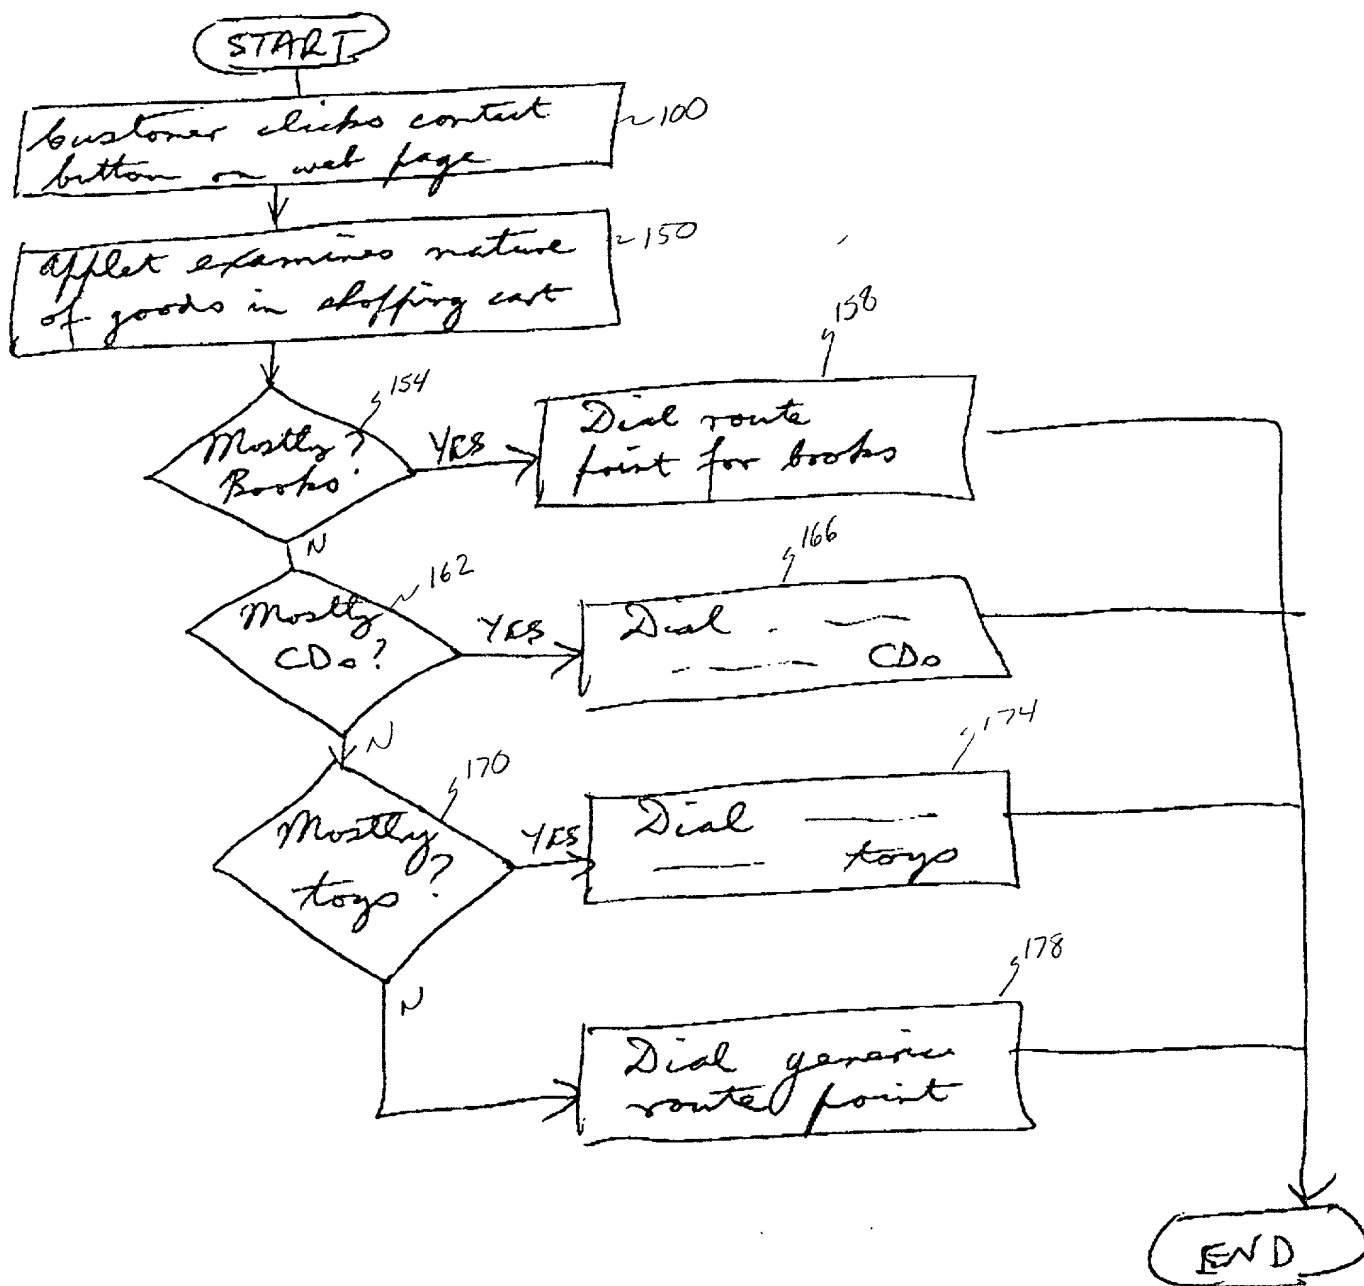 START
Customer clicks contact
button on web page
100
Applet examines nature
of goods in shopping cart
150
Mostly ?
Books
154
YES
Dial route
point for books
158
N
Mostly
CDs?
162
YES
Dial
CDs
166
N
Mostly
toys?
170
YES
Dial
toys
174
N
Dial generic
route point
178
END